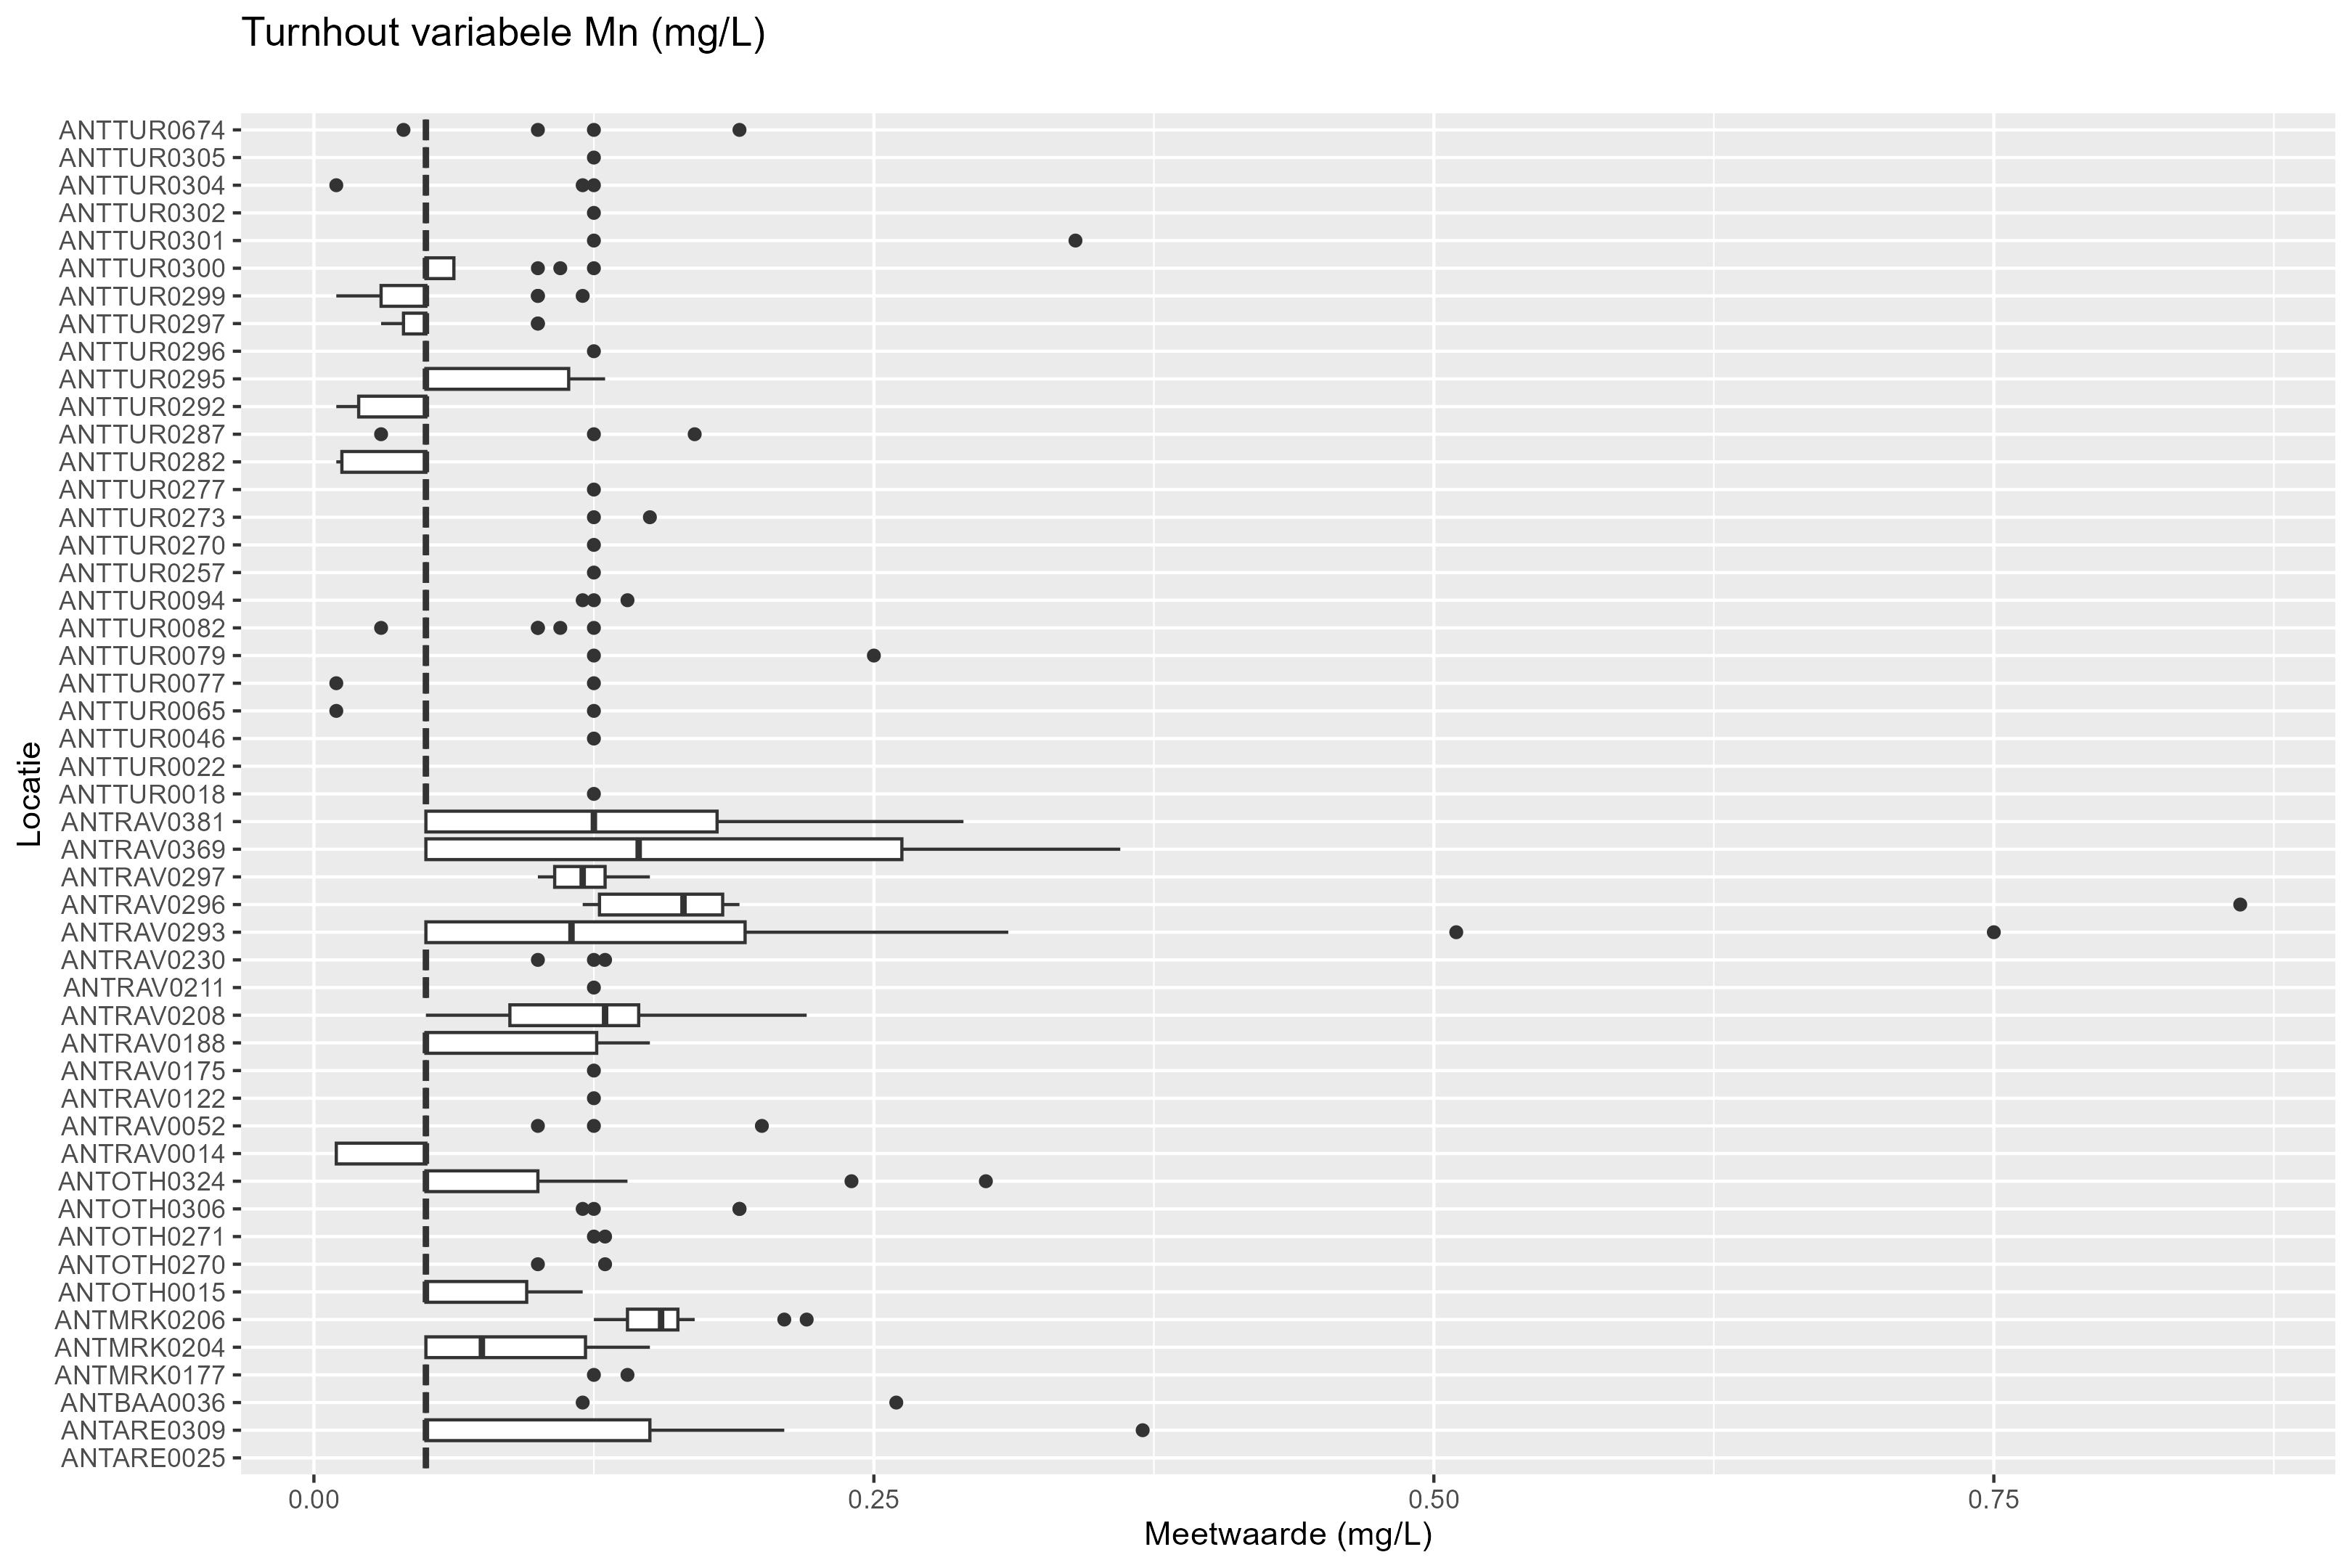 Turnhout variabele Mn (mg/L)
Locatie
ANTTUR0674
ANTTUR0305
ANTTUR0304
ANTTUR0302
ANTTUR0301
ANTTUR0300
ANTTUR0299
ANTTUR0297
ANTTUR0296
ANTTUR0295
ANTTUR0292
ANTTUR0287
ANTTUR0282
ANTTUR0277
ANTTUR0273
ANTTUR0270
ANTTUR0257
ANTTUR0094
ANTTUR0082
ANTTUR0079
ANTTUR0077
ANTTUR0065
ANTTUR0046
ANTTUR0022
ANTTUR0018
ANTRAV0381
ANTRAV0369
ANTRAV0297
ANTRAV0296
ANTRAV0293
ANTRAV0230
ANTRAV0211
ANTRAV0208
ANTRAV0188
ANTRAV0175
ANTRAV0122
ANTRAV0052
ANTRAV0014
ANTOTH0324
ANTOTH0306
ANTOTH0271
ANTOTH0270
ANTOTH0015
ANTMRK0206
ANTMRK0204
ANTMRK0177
ANTBAA0036
ANTARE0309
ANTARE0025
0.00 0.25 0.50 0.75
Meetwaarde (mg/L)